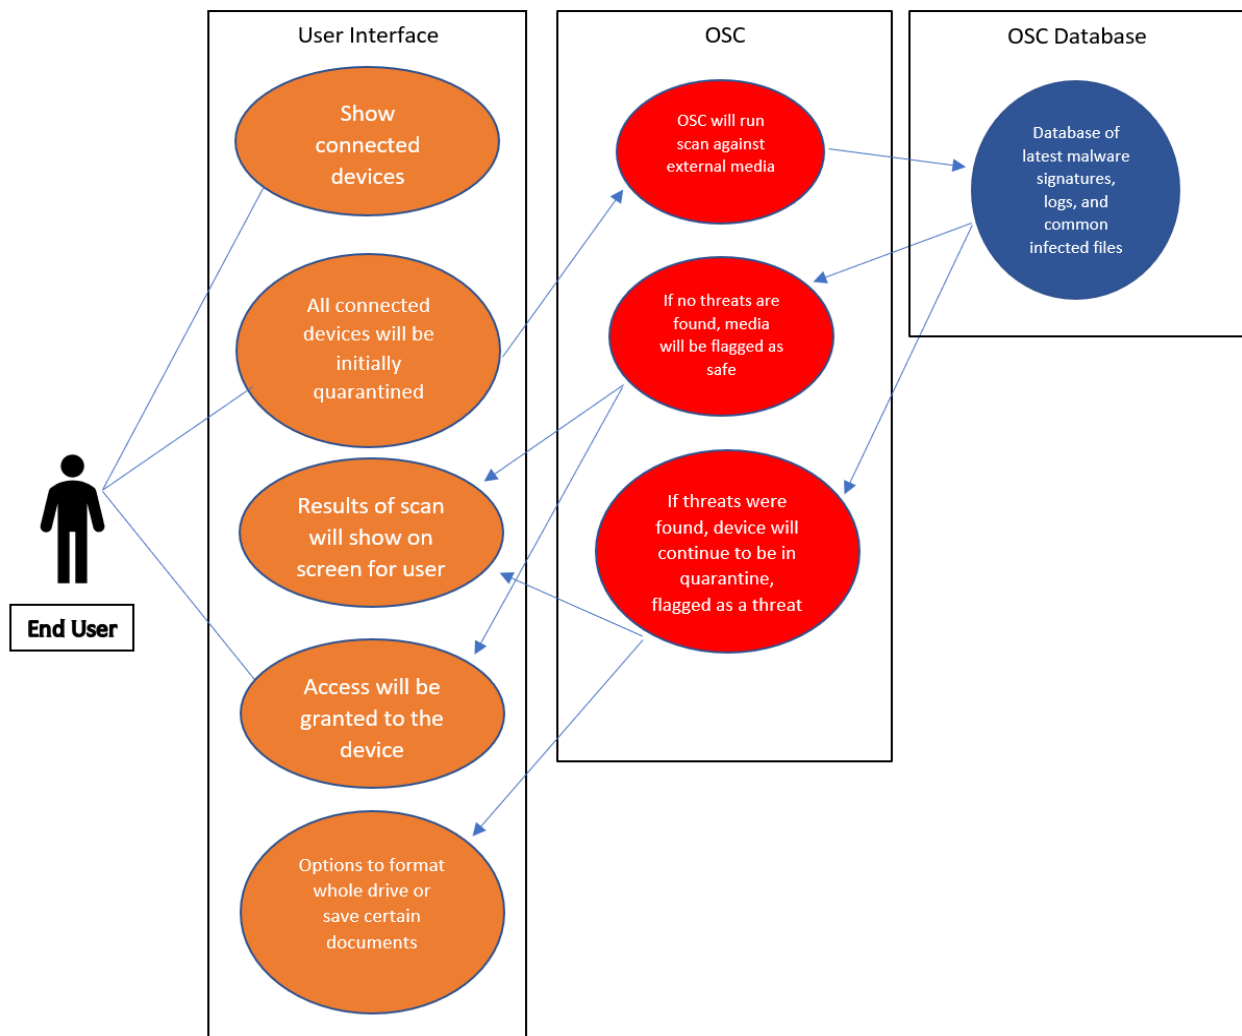 User Interface
Show
connected
devices
All connected
devices will be
initially
quarantined
Results of scan
will show on
screen for user
Access will be
granted to the
device
Options to format
whole drive or
save certain
documents
End User
OSC
OSC will run
scan against
external media
If no threats are
found, media
will be flagged as
safe
If threats were
found, device will
continue to be in
quarantine,
flagged as a threat
OSC Database
Database of
latest malware
signatures,
logs, and
common
infected files